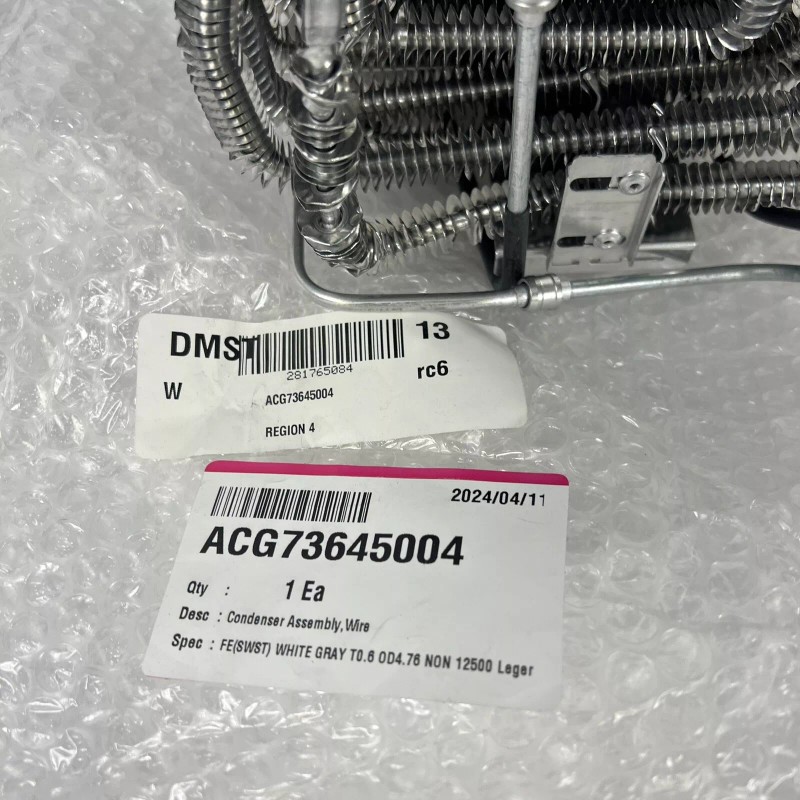 DMST 13
281765084
W rc6
ACG73645004
REGION 4
2024/04/11
ACG73645004
Qty : 1 Ea
Desc : Condenser Assembly,Wire
Spec : FE(SWST) WHITE GRAY T0.6 OD4.76 NON 12500 Leger